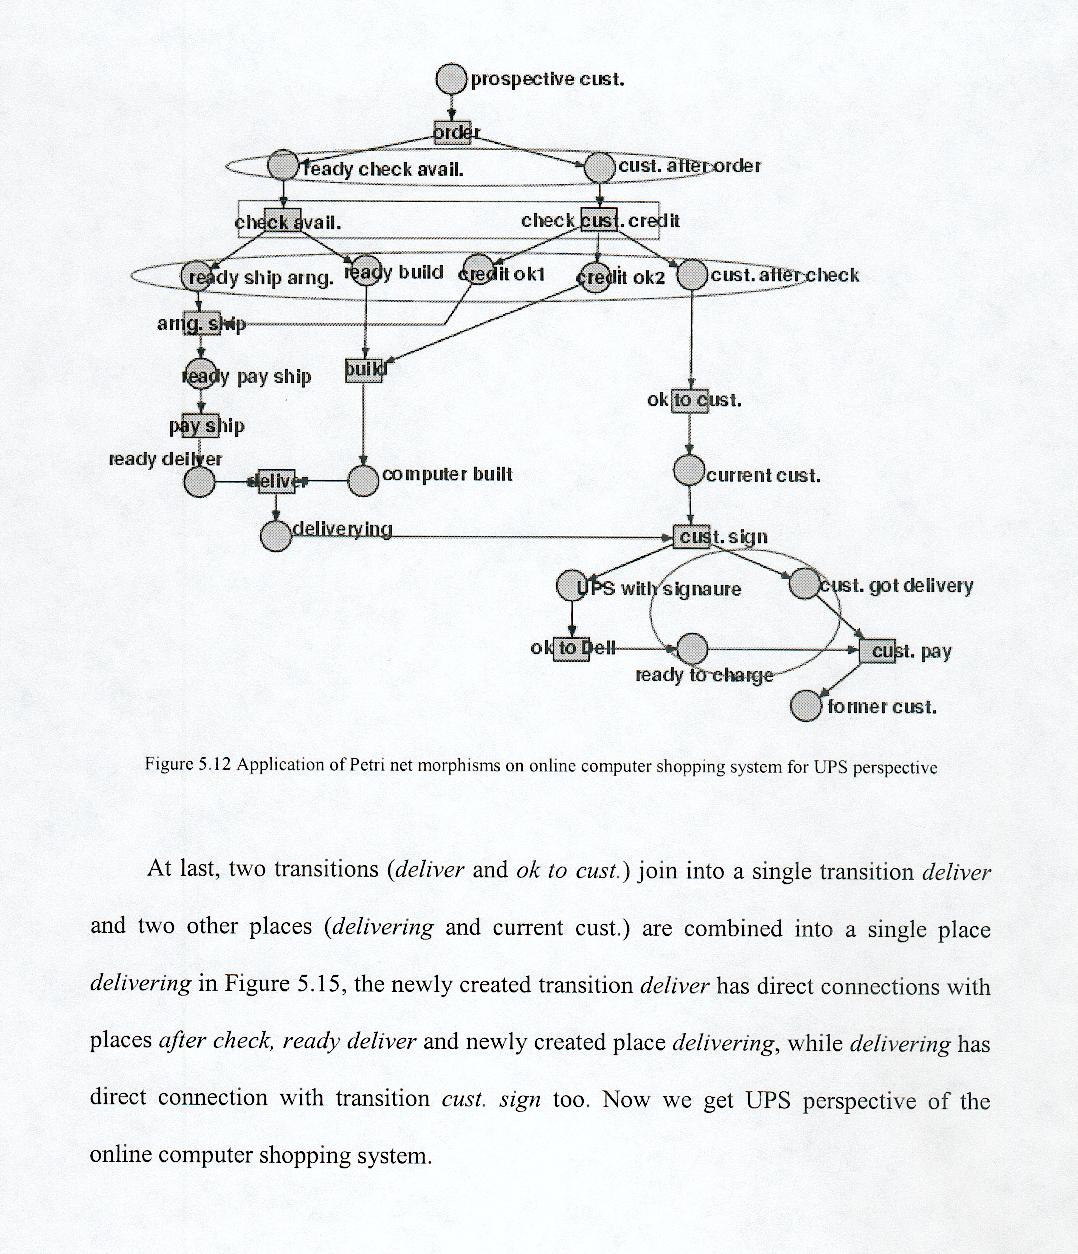 prospective cust.
order
ready check avail.
cust. after order
check avail.
check cust. credit
ready ship arng.
ready build
credit ok1
credit ok2
cust. after check
arng. ship
ready pay ship
build
ok to cust.
pay ship
ready deliver
deliver
computer built
current cust.
deliverying
cust. sign
UPS with signaure
cust. got delivery
ok to Dell
ready to charge
cust. pay
former cust.
Figure 5.12 Application of Petri net morphisms on online computer shopping system for UPS perspective
At last, two transitions (deliver and ok to cust.) join into a single transition deliver
and two other places (delivering and current cust.) are combined into a single place
delivering in Figure 5.15, the newly created transition deliver has direct connections with
places after check, ready deliver and newly created place delivering, while delivering has
direct connection with transition cust. sign too. Now we get UPS perspective of the
online computer shopping system.